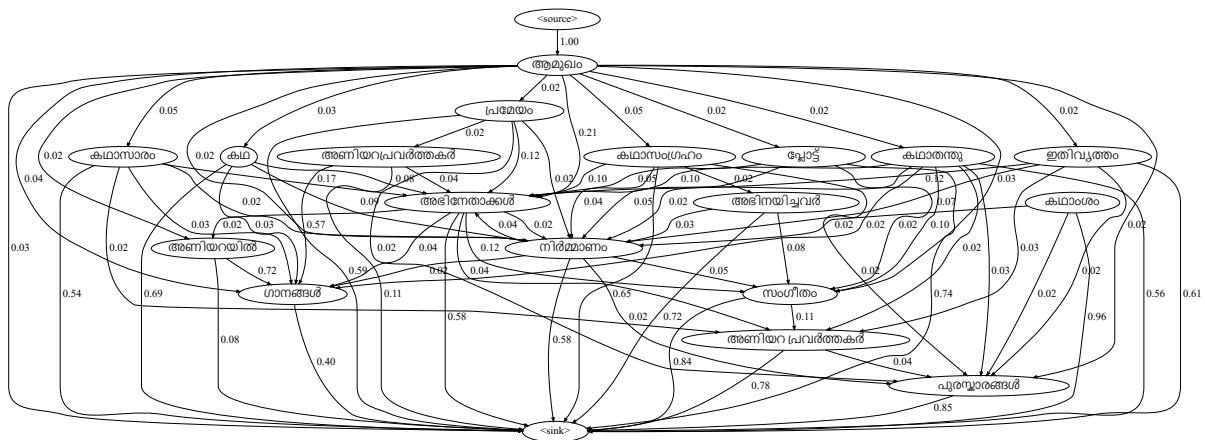 <source>
1.00
ആമുഖം
0.02
പ്രമേയം
0.05 0.03 0.21 0.05 0.02 0.02 0.02
0.02 0.12
കഥാസാരം കഥ അണിയറപ്രവർത്തകർ കഥാസംഗ്രഹം പ്ലോട്ട് കഥാതന്തു ഇതിവൃത്തം
0.02 0.02
0.04 0.17 0.08 0.04 0.02 0.10 0.05 0.10 0.02 0.12 0.03
അഭിനേതാക്കൾ അഭിനയിച്ചവർ കഥാംശം
0.02 0.09 0.04 0.05 0.02 0.07
0.03 0.02 0.03 0.57 0.04 0.02 0.03 0.02 0.02 0.02 0.10 0.02
അണിയറയിൽ നിർമ്മാണം
0.03 0.02 0.02 0.04 0.12 0.08 0.02 0.03
0.72 0.59 0.02 0.04 0.05 0.02 0.03 0.02
ഗാനങ്ങൾ സംഗീതം
0.54 0.69 0.11 0.65 0.74 0.02 0.96 0.56 0.61
0.58 0.02 0.72 0.11
അണിയറ പ്രവർത്തകർ
0.08 0.40 0.58 0.84 0.04
0.78
പുരസ്കാരങ്ങൾ
0.85
<sink>